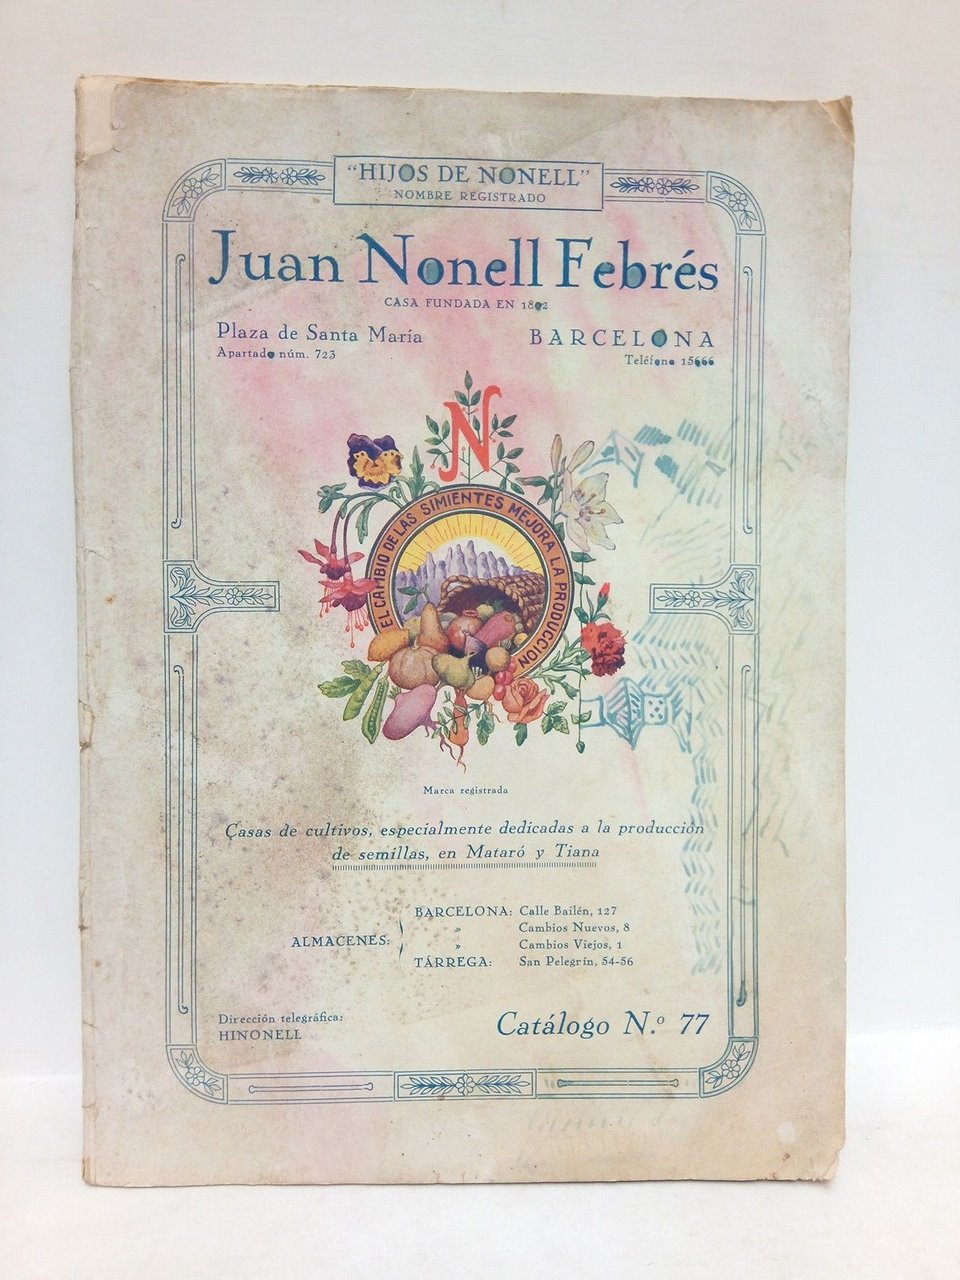 "HIJOS DE NONELL"
NOMBRE REGISTRADO
Juan Nonell Febrés
CASA FUNDADA EN 1802
Plaza de Santa María
Apartado núm. 723
BARCELONA
Teléfono 15666
N
EL CAMBIO DE LAS SIMIENTES MEJORA LA PRODUCCION
Marca registrada
Casas de cultivos, especialmente dedicadas a la producción
de semillas, en Mataró y Tiana
ALMACENES:
BARCELONA: Calle Bailén, 127
» Cambios Nuevos, 8
» Cambios Viejos, 1
TÁRREGA: San Pelegrín, 54-56
Dirección telegráfica:
HINONELL
Catálogo N.º 77